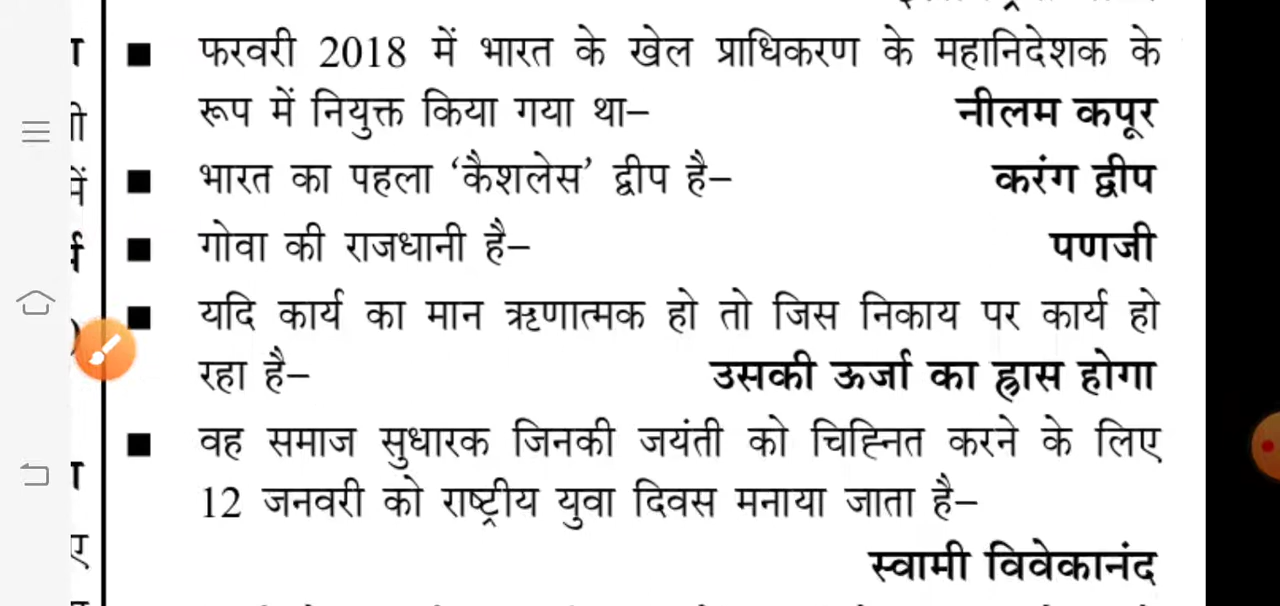 ■ फरवरी 2018 में भारत के खेल प्राधिकरण के महानिदेशक के
रूप में नियुक्त किया गया था– नीलम कपूर
■ भारत का पहला ‘कैशलेस’ द्वीप है– करंग द्वीप
■ गोवा की राजधानी है– पणजी
■ यदि कार्य का मान ऋणात्मक हो तो जिस निकाय पर कार्य हो
रहा है– उसकी ऊर्जा का ह्रास होगा
■ वह समाज सुधारक जिनकी जयंती को चिह्नित करने के लिए
12 जनवरी को राष्ट्रीय युवा दिवस मनाया जाता है–
स्वामी विवेकानंद